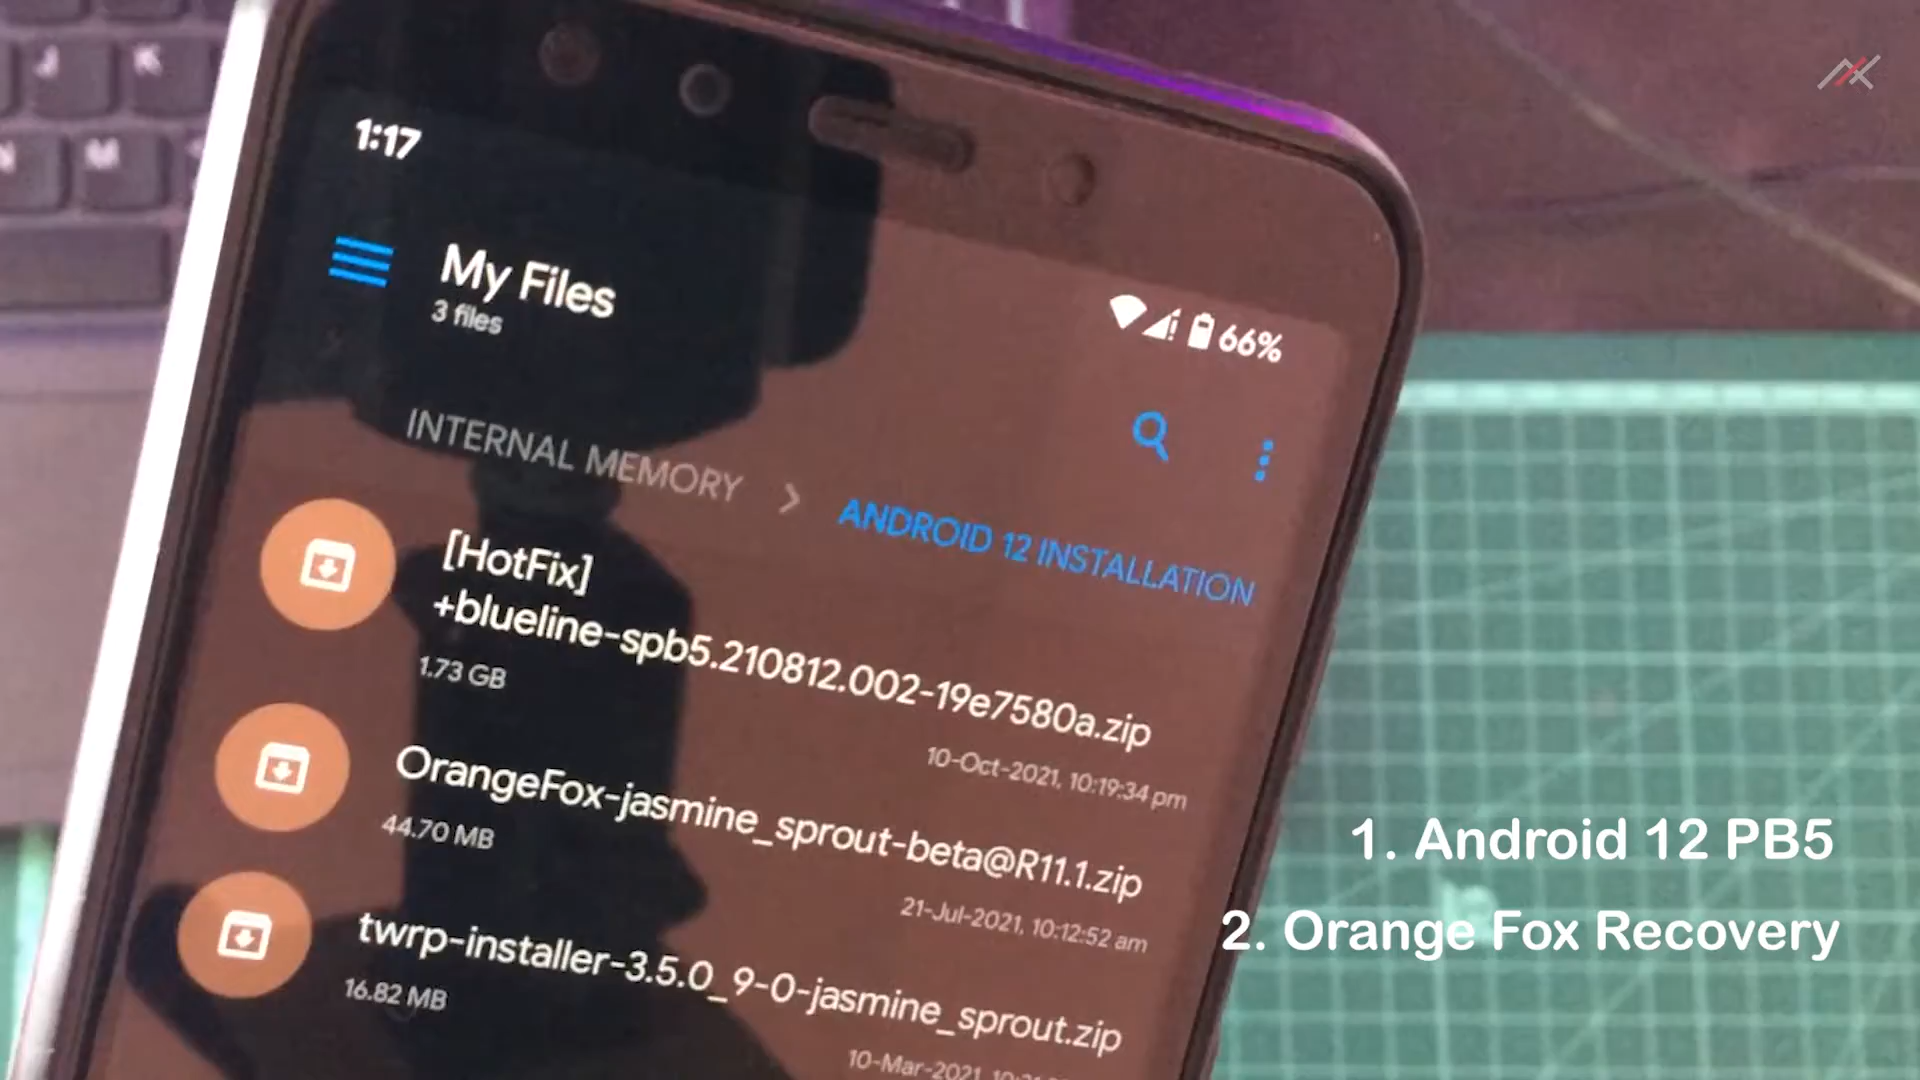 J K
N M
1:17
66%
My Files
3 files
INTERNAL MEMORY > ANDROID 12 INSTALLATION
[HotFix]
+blueline-spb5.210812.002-19e7580a.zip
1.73 GB
10-Oct-2021, 10:19:34 pm
OrangeFox-jasmine_sprout-beta@R11.1.zip
44.70 MB
21-Jul-2021, 10:12:52 am
twrp-installer-3.5.0_9-0-jasmine_sprout.zip
16.82 MB
10-Mar-2021,
1. Android 12 PB5
2. Orange Fox Recovery